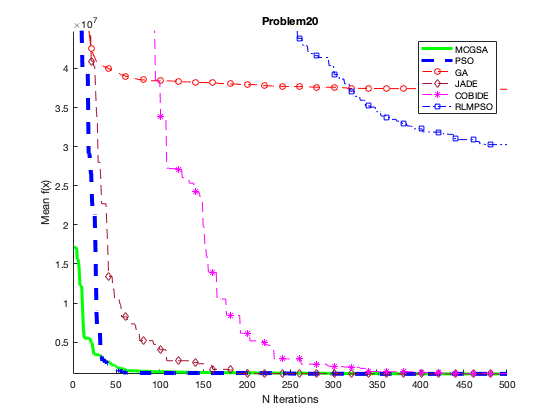 ×10^7
Problem20
MCGSA
PSO
GA
JADE
COBIDE
RLMPSO
4
3.5
3
2.5
2
1.5
1
0.5
Mean f(x)
0 50 100 150 200 250 300 350 400 450 500
N Iterations